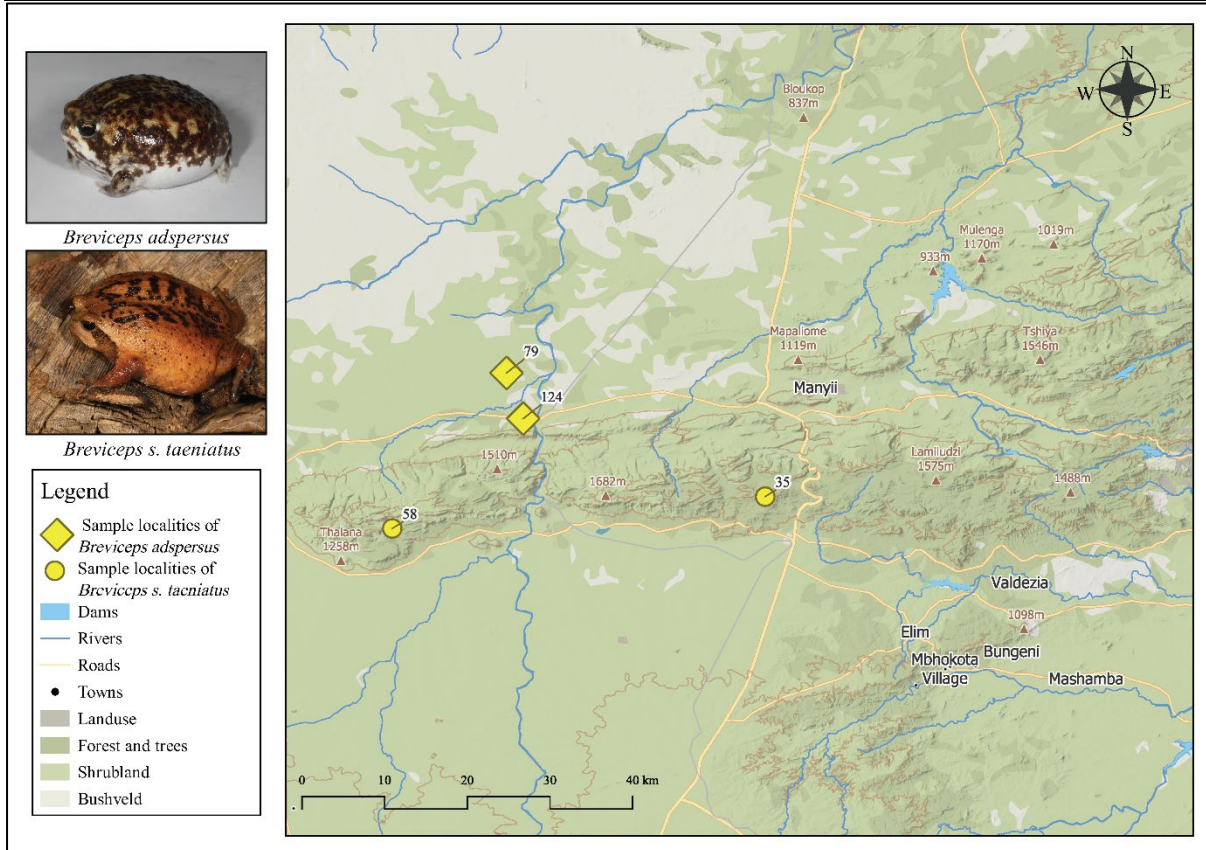 Breviceps adspersus
Breviceps s. taeniatus
Legend
Sample localities of
Breviceps adspersus
Sample localities of
Breviceps s. taeniatus
Dams
Rivers
Roads
Towns
Landuse
Forest and trees
Shrubland
Bushveld
N
W
E
S
Bloukop
837m
Mulenga
1170m
1019m
933m
Mapaliome
1119m
Tshiya
1546m
Manyii
79
124
1510m
1682m
35
Lamiludzi
1575m
1488m
58
Thalana
1258m
Valdezia
1098m
Elim
Bungeni
Mbhokota
Village
Mashamba
0
10
20
30
40 km